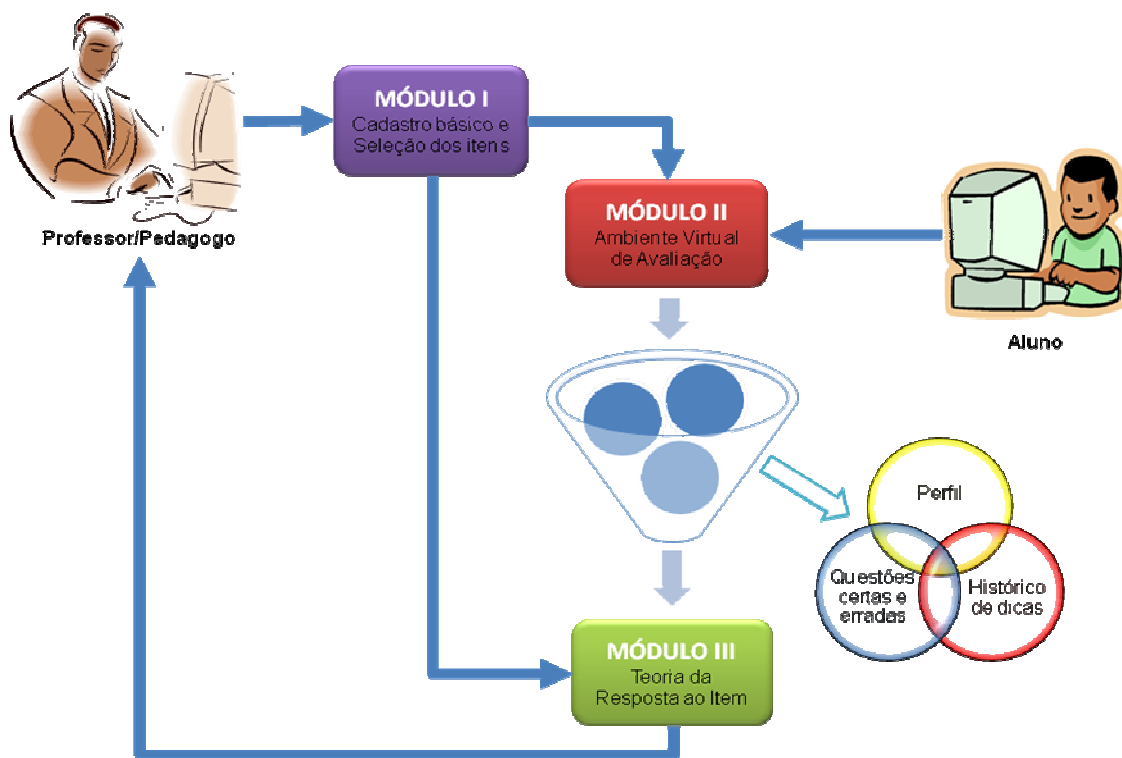 MÓDULO I
Cadastro básico e
Seleção dos itens
Professor/Pedagogo
MÓDULO II
Ambiente Virtual
de Avaliação
Aluno
Perfil
Questões
certas e
erradas
Histórico
de dicas
MÓDULO III
Teoria da
Resposta ao Item